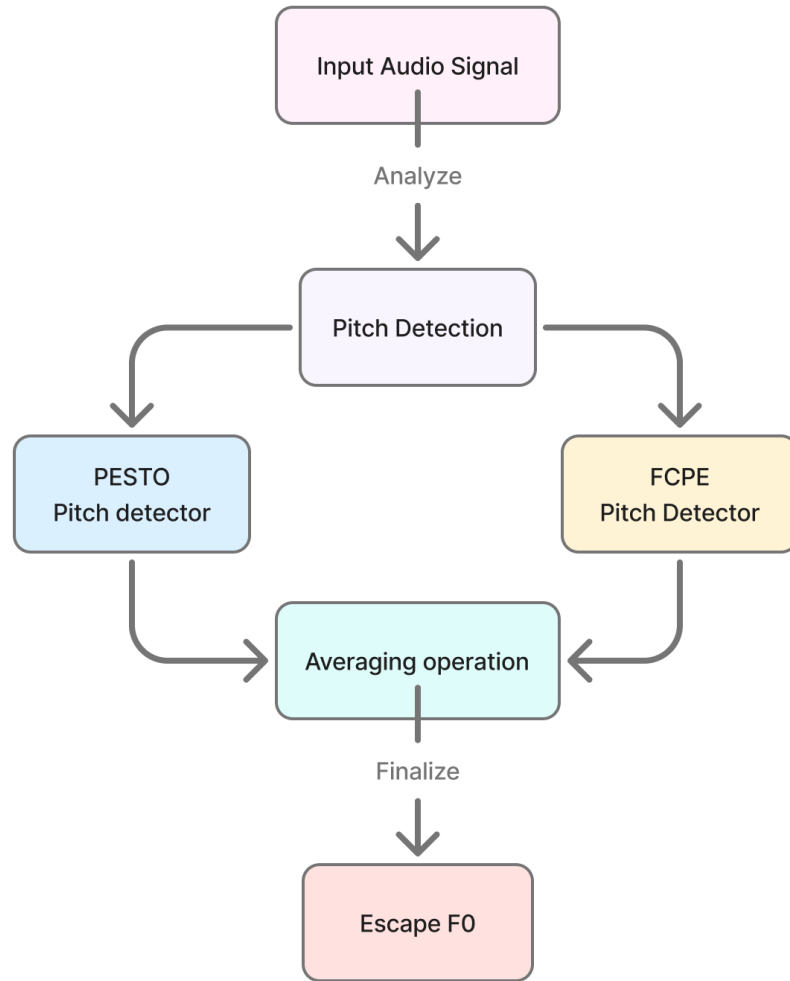 Input Audio Signal
Analyze
Pitch Detection
PESTO
Pitch detector
FCPE
Pitch Detector
Averaging operation
Finalize
Escape F0